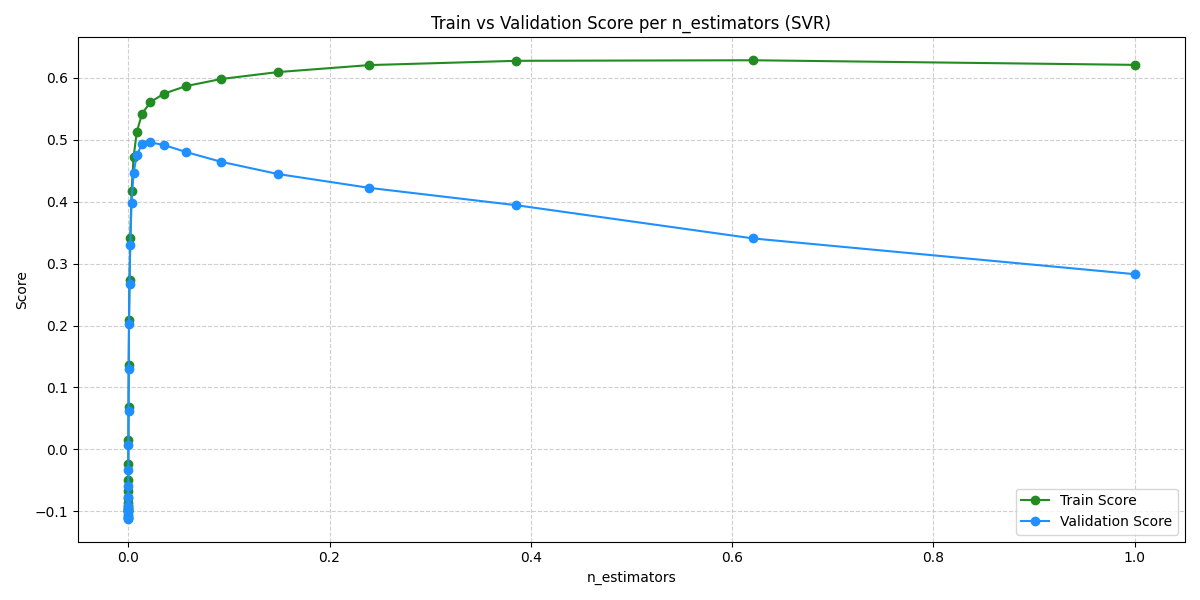 Train vs Validation Score per n_estimators (SVR)
Score
0.6
0.5
0.4
0.3
0.2
0.1
0.0
−0.1
0.0 0.2 0.4 0.6 0.8 1.0
n_estimators
Train Score
Validation Score